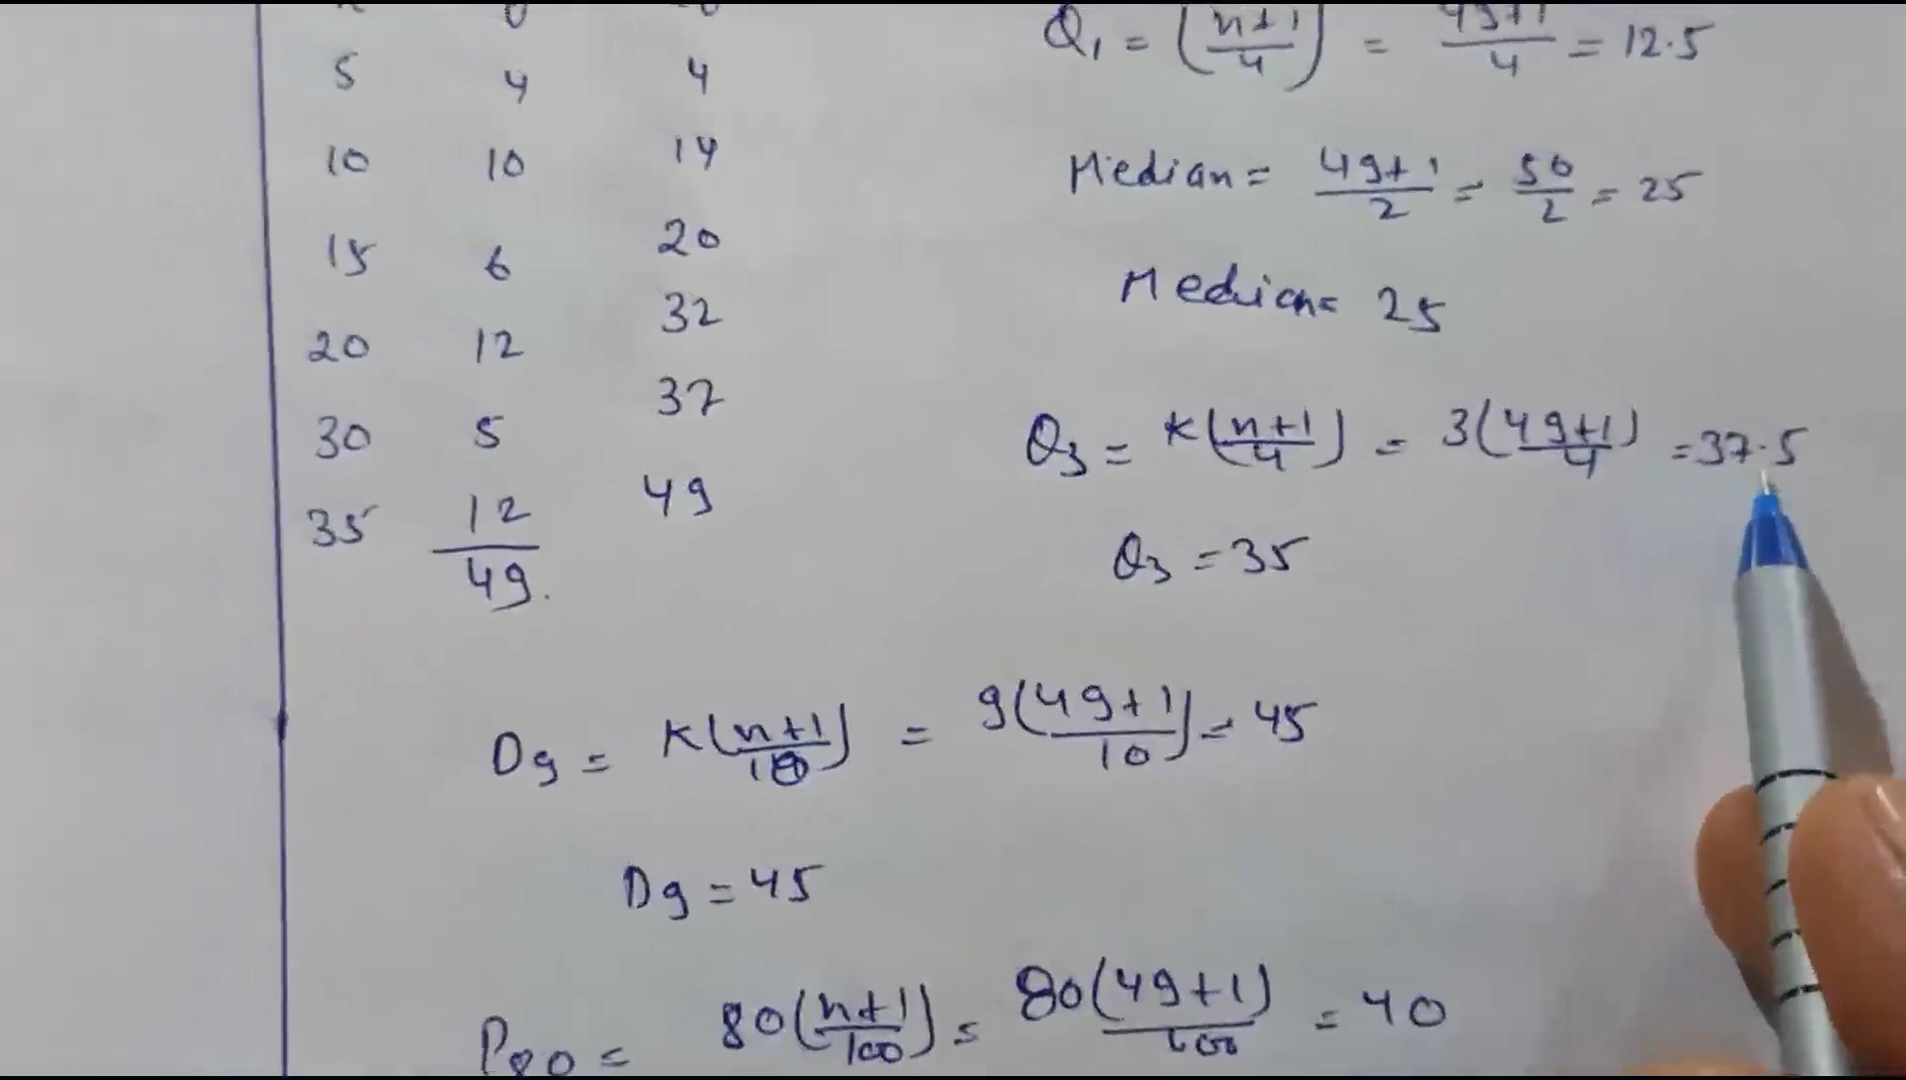 x f cf
Q₁ = (n+1/4) = 49+1/4 = 12.5
5 4 4
10 10 14
Median = 49+1/2 = 50/2 = 25
15 6 20
Median = 25
20 12 32
30 5 37
Q₃ = K(n+1/4) = 3(49+1/4) = 37.5
35 12 49
49.
Q₃ = 35
D9 = K(n+1/10) = 9(49+1/10) = 45
D9 = 45
P80 = 80(n+1/100) = 80(49+1/100) = 40